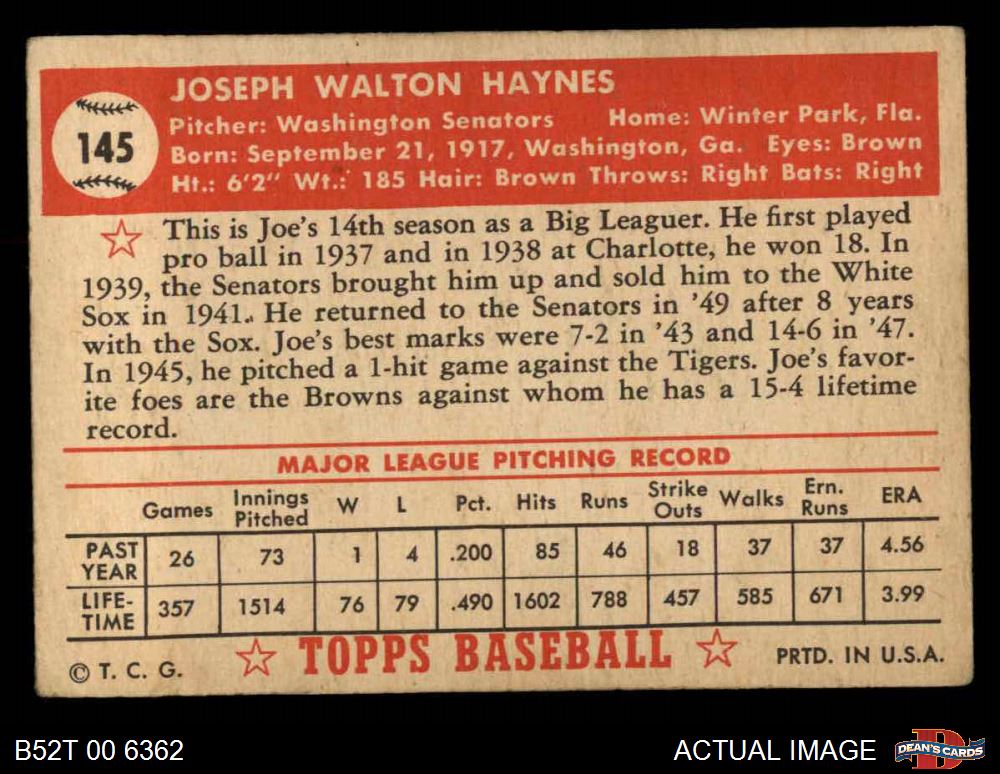 JOSEPH WALTON HAYNES
145
Pitcher: Washington Senators Home: Winter Park, Fla.
Born: September 21, 1917, Washington, Ga. Eyes: Brown
Ht.: 6'2" Wt.: 185 Hair: Brown Throws: Right Bats: Right
This is Joe's 14th season as a Big Leaguer. He first played
pro ball in 1937 and in 1938 at Charlotte, he won 18. In
1939, the Senators brought him up and sold him to the White
Sox in 1941. He returned to the Senators in '49 after 8 years
with the Sox. Joe's best marks were 7-2 in '43 and 14-6 in '47.
In 1945, he pitched a 1-hit game against the Tigers. Joe's favor-
ite foes are the Browns against whom he has a 15-4 lifetime
record.
MAJOR LEAGUE PITCHING RECORD
Games Innings Pitched W L Pct. Hits Runs Strike Outs Walks Ern. Runs ERA
PAST YEAR 26 73 1 4 .200 85 46 18 37 37 4.56
LIFE-TIME 357 1514 76 79 .490 1602 788 457 585 671 3.99
© T. C. G. TOPPS BASEBALL PRTD. IN U.S.A.
B52T 00 6362 ACTUAL IMAGE D DEAN'S CARDS